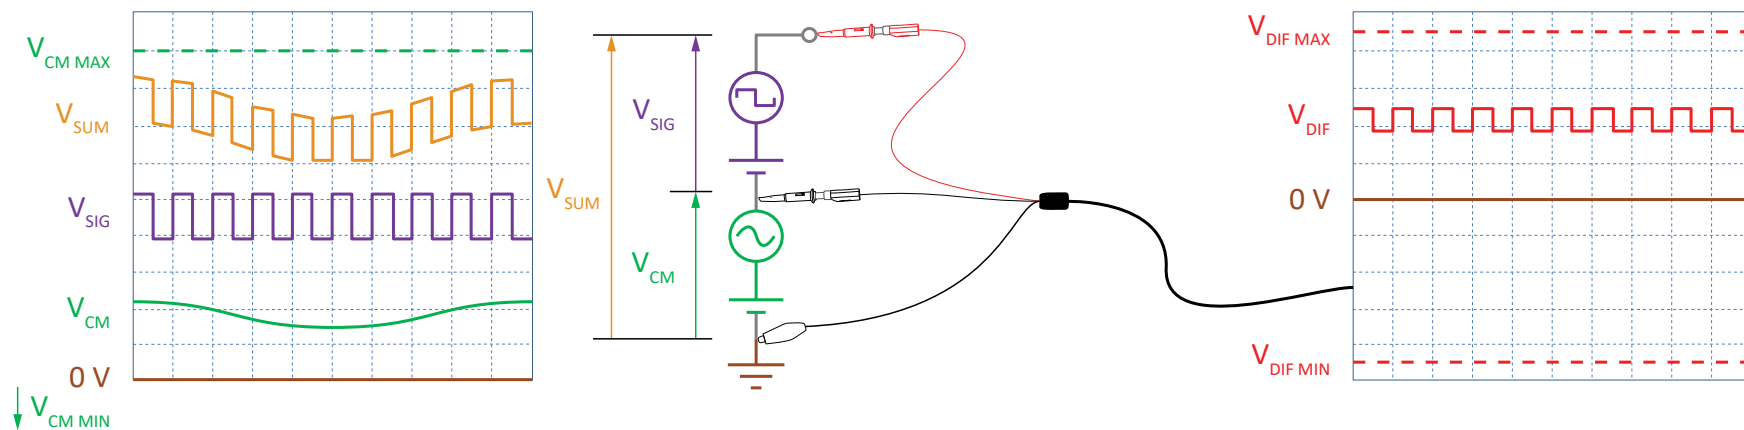 V CM MAX
V SUM
V SIG
V CM
0 V
V CM MIN
V SIG
V SUM
V CM
V DIF MAX
V DIF
0 V
V DIF MIN